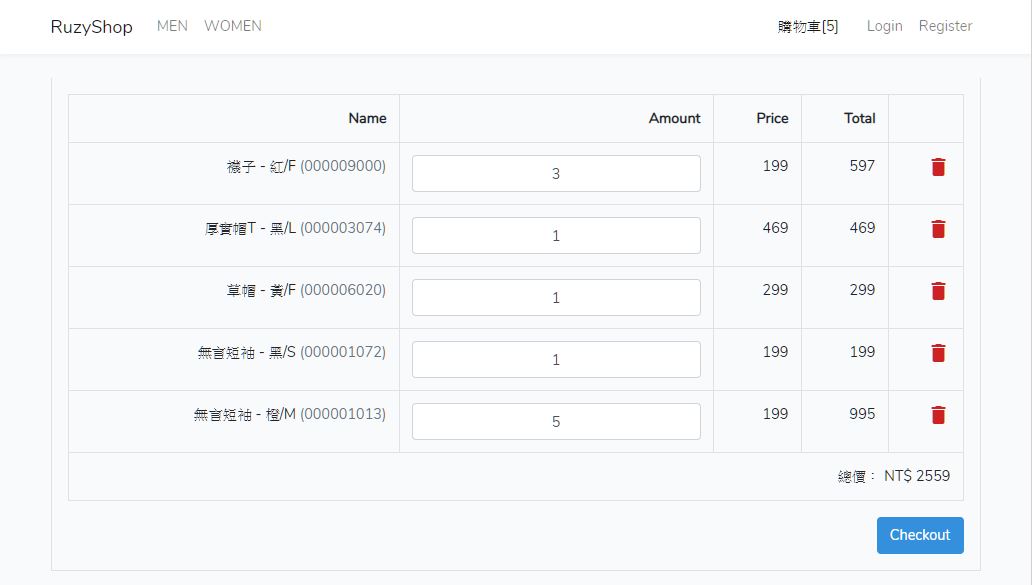 RuzyShop MEN WOMEN 購物車[5] Login Register
Name Amount Price Total
襪子 - 紅/F (000009000) 3 199 597
厚實帽T - 黑/L (000003074) 1 469 469
草帽 - 黃/F (000006020) 1 299 299
無言短袖 - 黑/S (000001072) 1 199 199
無言短袖 - 橙/M (000001013) 5 199 995
總價： NT$ 2559
Checkout